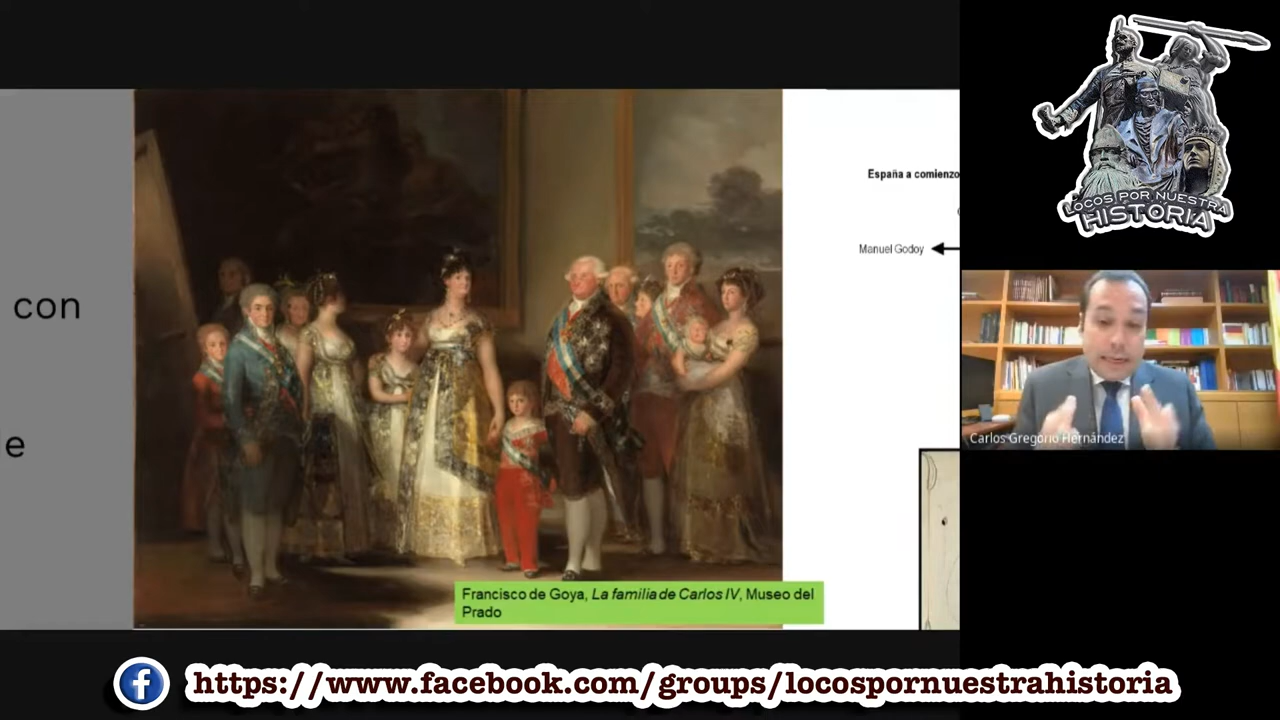 con
le
Francisco de Goya, La familia de Carlos IV, Museo del
Prado
España a comienzo
Manuel Godoy
LOCOS POR NUESTRA
HISTORIA
Carlos Gregorio Hernández
https://www.facebook.com/groups/locospornuestrahistoria